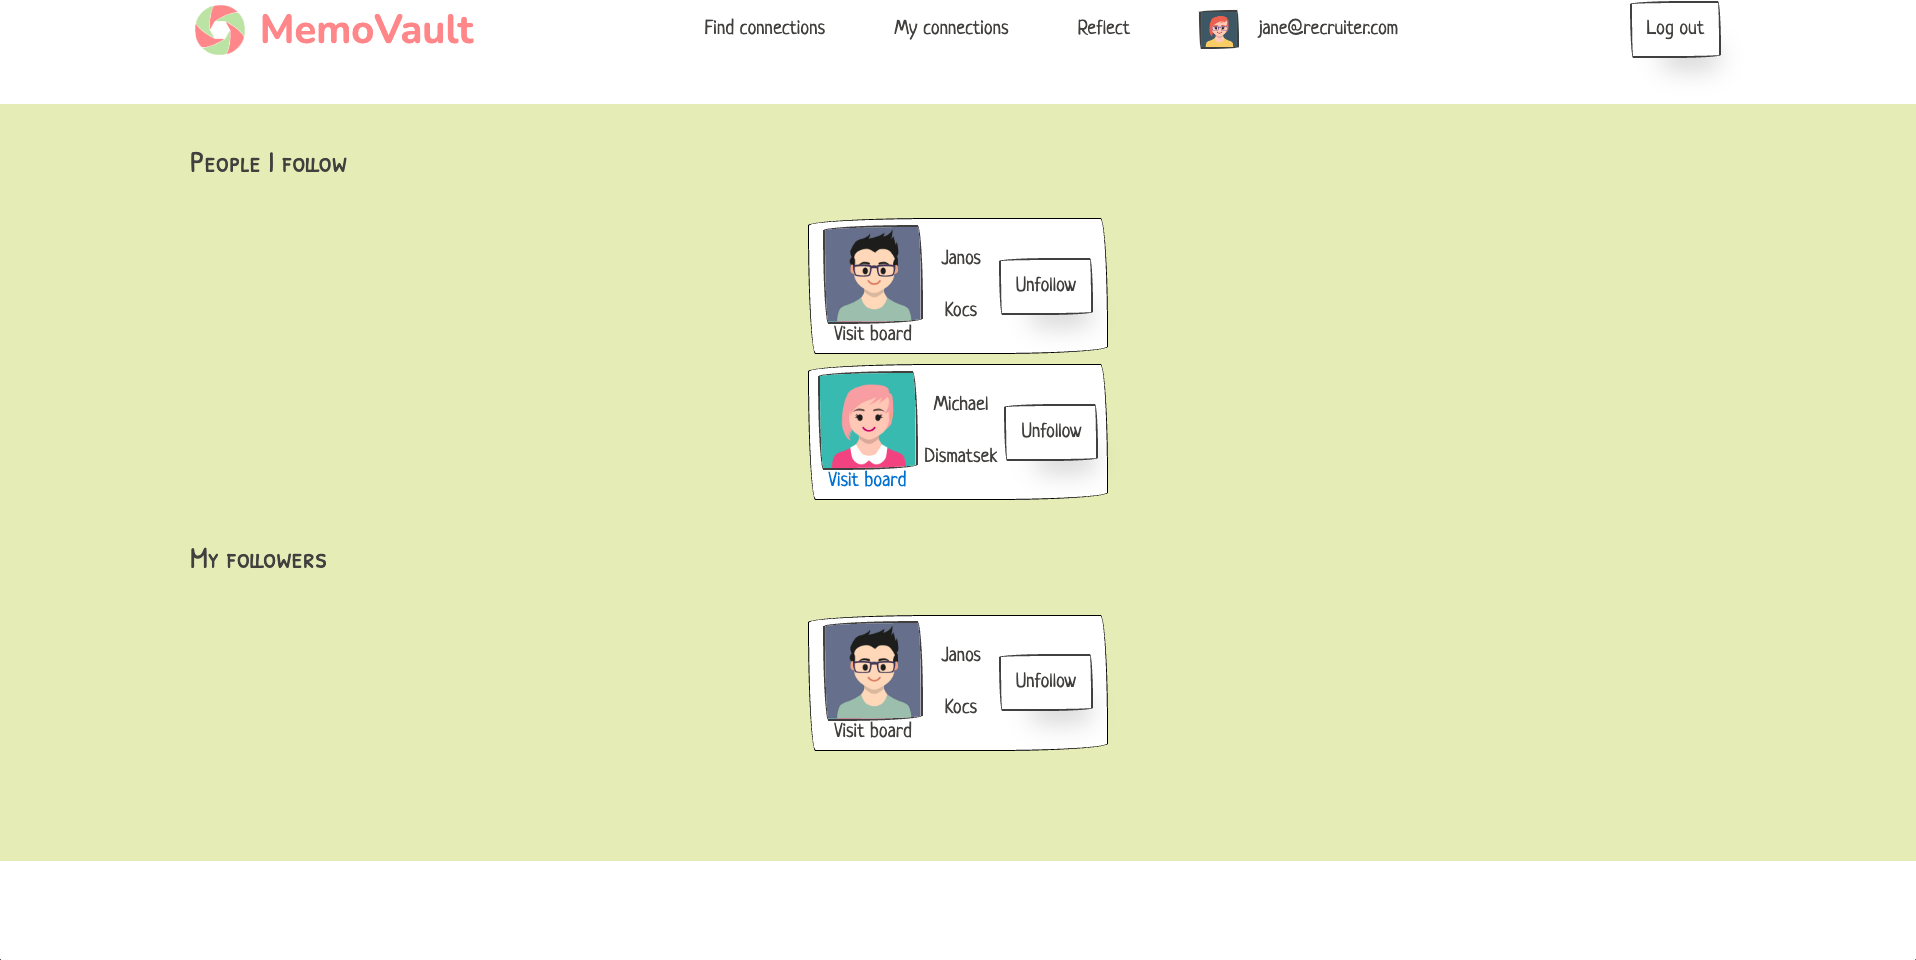 MemoVault
Find connections
My connections
Reflect
jane@recruiter.com
Log out
People I follow
Janos
Kocs
Unfollow
Visit board
Michael
Dismatsek
Unfollow
Visit board
My followers
Janos
Kocs
Unfollow
Visit board